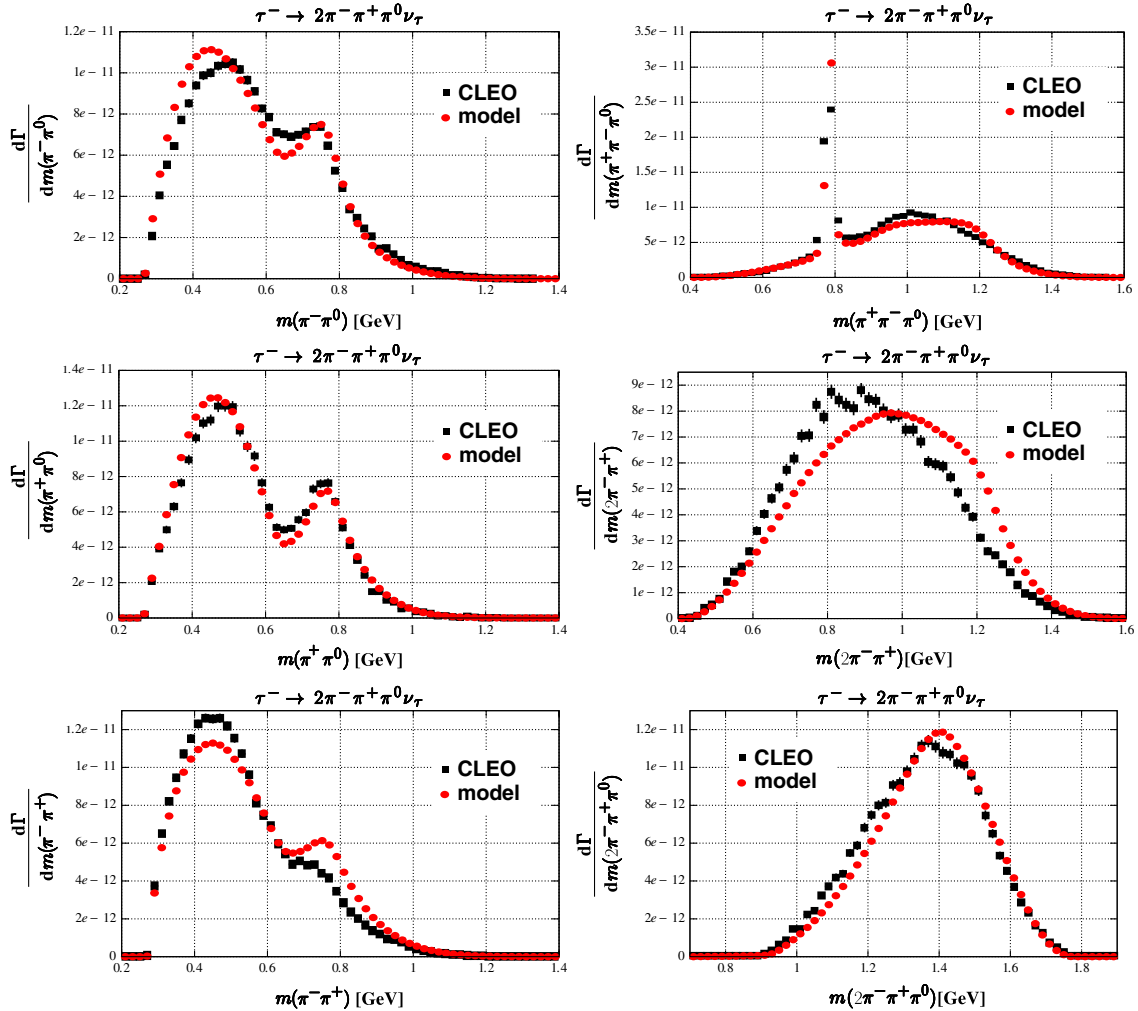 τ⁻ → 2π⁻π⁺π⁰ν_τ
1.2e − 11
1e − 11
8e − 12
6e − 12
4e − 12
2e − 12
0
0.2 0.4 0.6 0.8 1 1.2 1.4
dΓ
dm(π⁻π⁰)
CLEO
model
m(π⁻π⁰) [GeV]
τ⁻ → 2π⁻π⁺π⁰ν_τ
3.5e − 11
3e − 11
2.5e − 11
2e − 11
1.5e − 11
1e − 11
5e − 12
0
0.4 0.6 0.8 1 1.2 1.4 1.6
dΓ
dm(π⁺π⁻π⁰)
CLEO
model
m(π⁺π⁻π⁰) [GeV]
τ⁻ → 2π⁻π⁺π⁰ν_τ
1.4e − 11
1.2e − 11
1e − 11
8e − 12
6e − 12
4e − 12
2e − 12
0
0.2 0.4 0.6 0.8 1 1.2 1.4
dΓ
dm(π⁺π⁰)
CLEO
model
m(π⁺π⁰) [GeV]
τ⁻ → 2π⁻π⁺π⁰ν_τ
9e − 12
8e − 12
7e − 12
6e − 12
5e − 12
4e − 12
3e − 12
2e − 12
1e − 12
0
0.4 0.6 0.8 1 1.2 1.4 1.6
dΓ
dm(2π⁻π⁺)
CLEO
model
m(2π⁻π⁺)[GeV]
τ⁻ → 2π⁻π⁺π⁰ν_τ
1.2e − 11
1e − 11
8e − 12
6e − 12
4e − 12
2e − 12
0
0.2 0.4 0.6 0.8 1 1.2 1.4
dΓ
dm(π⁻π⁺)
CLEO
model
m(π⁻π⁺) [GeV]
τ⁻ → 2π⁻π⁺π⁰ν_τ
1.2e − 11
1e − 11
8e − 12
6e − 12
4e − 12
2e − 12
0
0.8 1 1.2 1.4 1.6 1.8
dΓ
dm(2π⁻π⁺π⁰)
CLEO
model
m(2π⁻π⁺π⁰) [GeV]